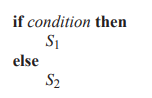 if condition then
S₁
else
S₂